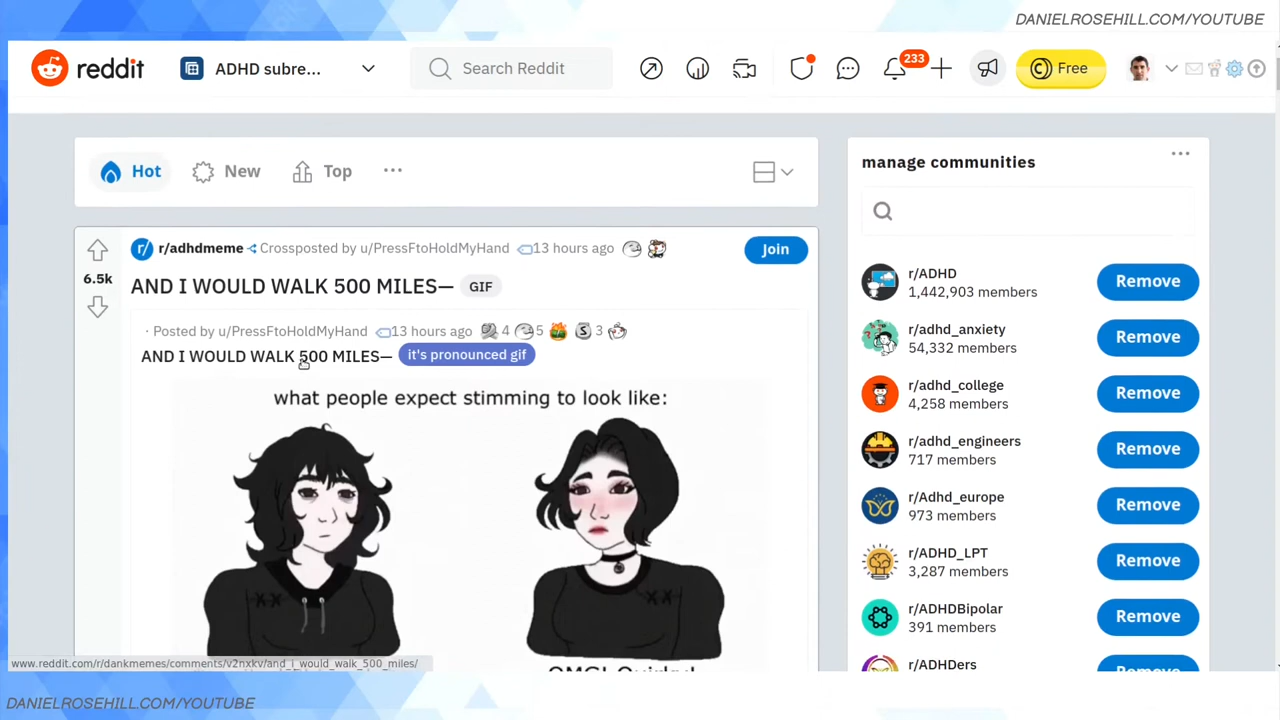 DANIELROSEHILL.COM/YOUTUBE
reddit
ADHD subre...
Search Reddit
233
Free
Hot
New
Top
r/
r/adhdmeme
Crossposted by u/PressFtoHoldMyHand
13 hours ago
Join
6.5k
AND I WOULD WALK 500 MILES—
GIF
· Posted by u/PressFtoHoldMyHand
13 hours ago
4
5
S
3
AND I WOULD WALK 500 MILES—
it's pronounced gif
what people expect stimming to look like:
OMG! Quirky!
www.reddit.com/r/dankmemes/comments/v2nxkv/and_i_would_walk_500_miles/
manage communities
r/ADHD
1,442,903 members
Remove
r/adhd_anxiety
54,332 members
Remove
r/adhd_college
4,258 members
Remove
r/adhd_engineers
717 members
Remove
r/Adhd_europe
973 members
Remove
r/ADHD_LPT
3,287 members
Remove
r/ADHDBipolar
391 members
Remove
r/ADHDers
Remove
DANIELROSEHILL.COM/YOUTUBE